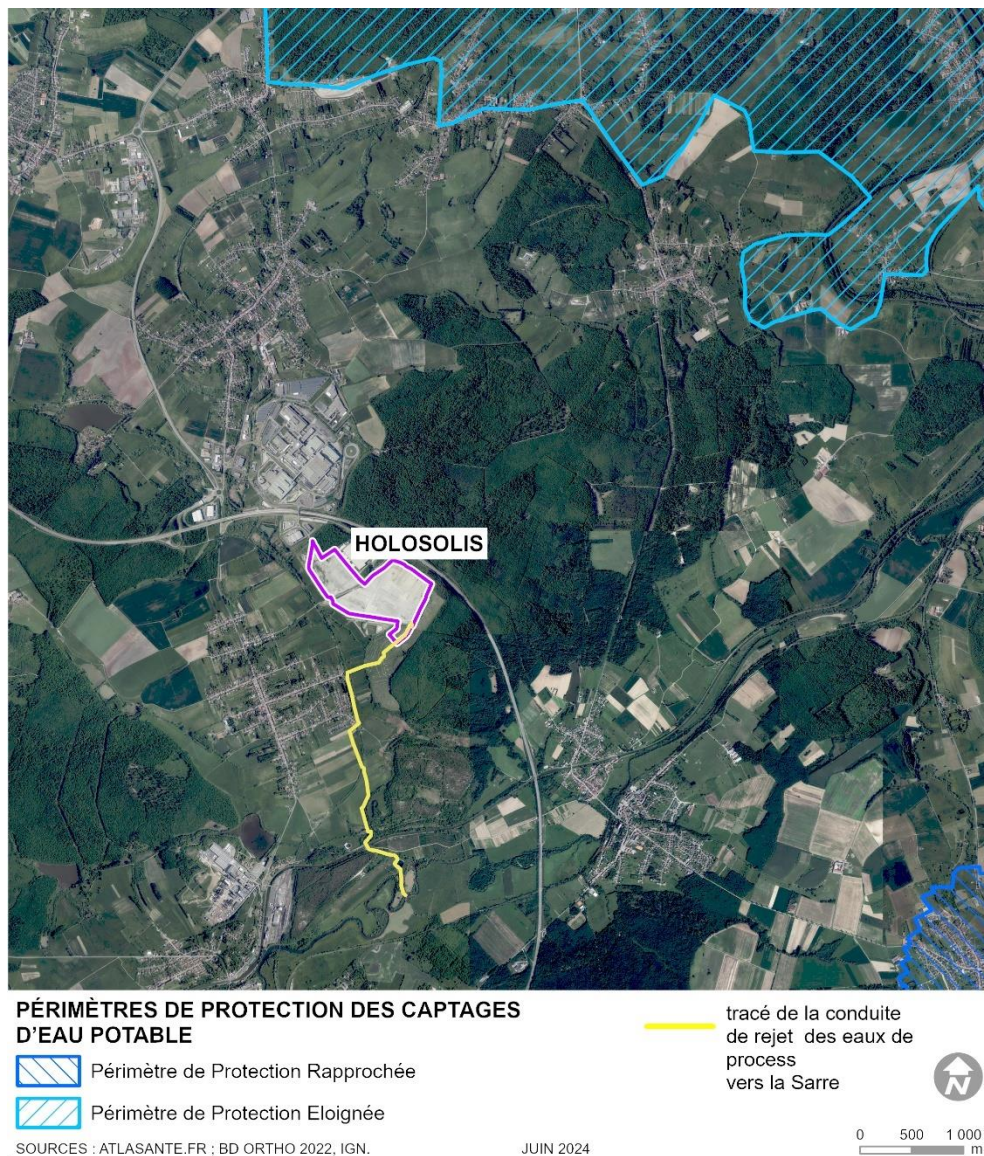 HOLOSOLIS
PÉRIMÈTRES DE PROTECTION DES CAPTAGES
D'EAU POTABLE
Périmètre de Protection Rapprochée
Périmètre de Protection Eloignée
SOURCES : ATLASANTE.FR ; BD ORTHO 2022, IGN.
JUIN 2024
tracé de la conduite
de rejet des eaux de
process
vers la Sarre
N
0 500 1 000
m